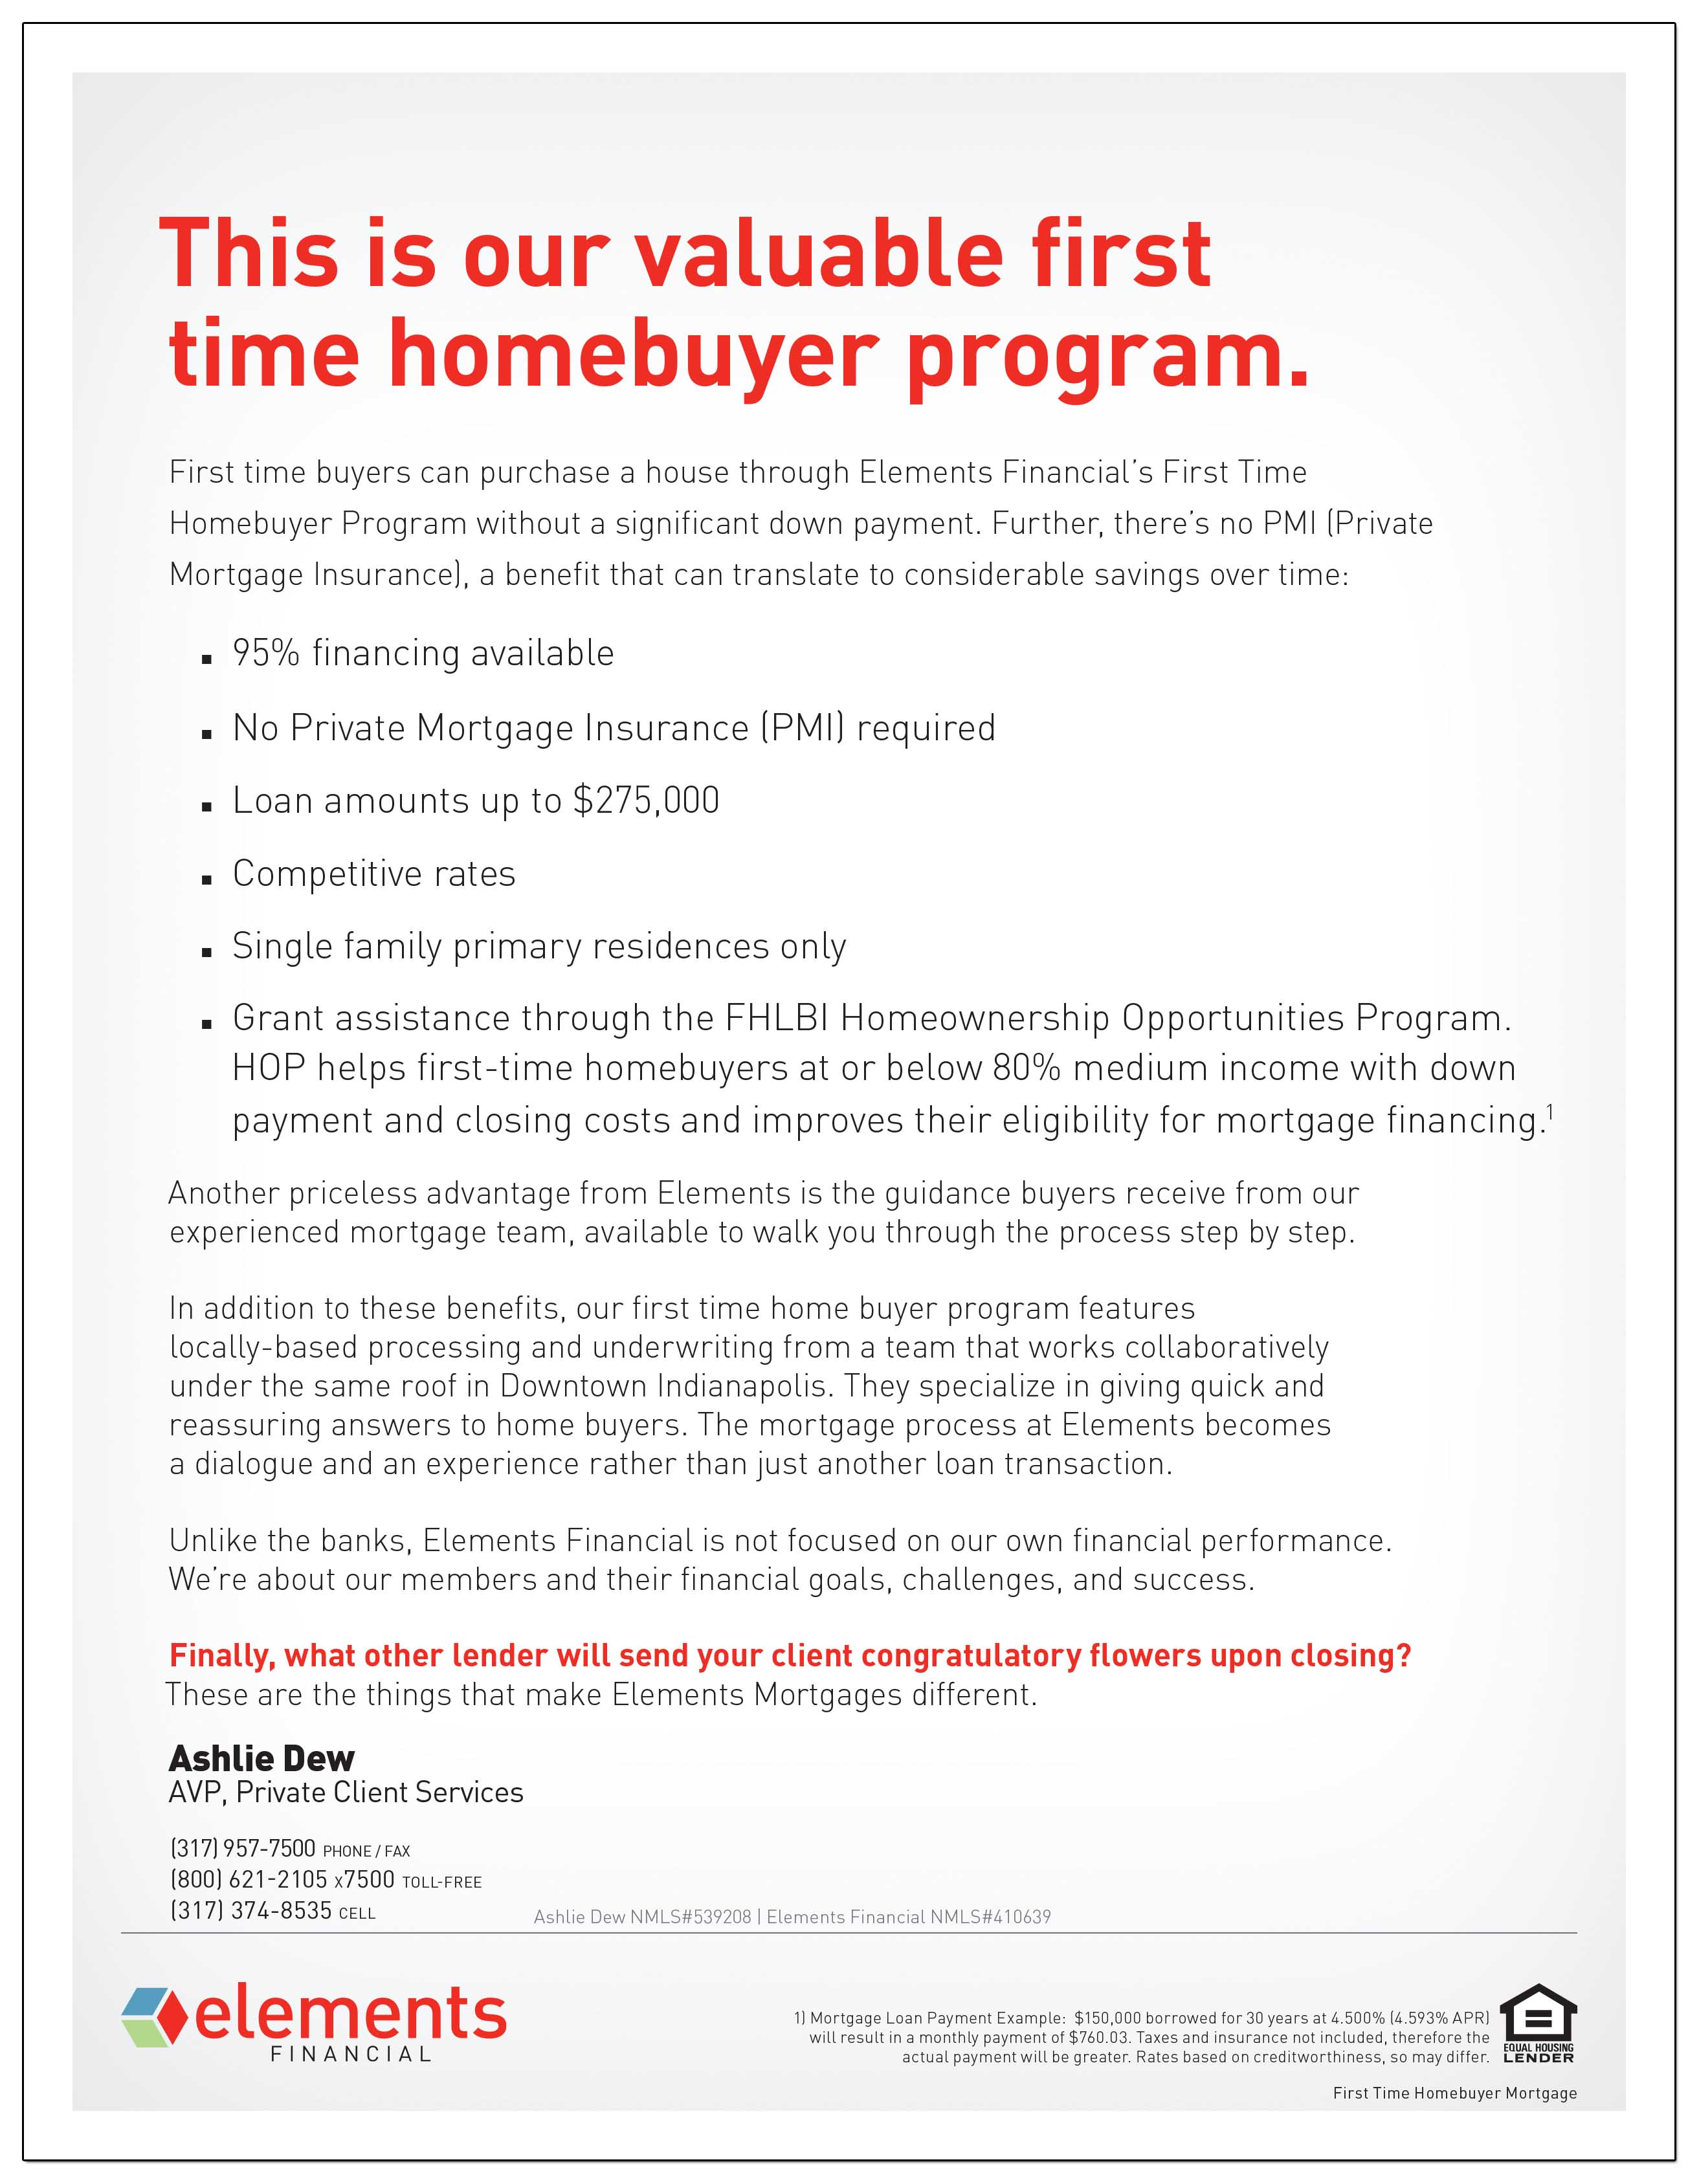 This is our valuable first
time homebuyer program.
First time buyers can purchase a house through Elements Financial’s First Time
Homebuyer Program without a significant down payment. Further, there’s no PMI (Private
Mortgage Insurance), a benefit that can translate to considerable savings over time:
▪ 95% financing available
▪ No Private Mortgage Insurance (PMI) required
▪ Loan amounts up to $275,000
▪ Competitive rates
▪ Single family primary residences only
▪ Grant assistance through the FHLBI Homeownership Opportunities Program.
HOP helps first-time homebuyers at or below 80% medium income with down
payment and closing costs and improves their eligibility for mortgage financing.¹
Another priceless advantage from Elements is the guidance buyers receive from our
experienced mortgage team, available to walk you through the process step by step.
In addition to these benefits, our first time home buyer program features
locally-based processing and underwriting from a team that works collaboratively
under the same roof in Downtown Indianapolis. They specialize in giving quick and
reassuring answers to home buyers. The mortgage process at Elements becomes
a dialogue and an experience rather than just another loan transaction.
Unlike the banks, Elements Financial is not focused on our own financial performance.
We’re about our members and their financial goals, challenges, and success.
Finally, what other lender will send your client congratulatory flowers upon closing?
These are the things that make Elements Mortgages different.
Ashlie Dew
AVP, Private Client Services
(317) 957-7500 PHONE / FAX
(800) 621-2105 x7500 TOLL-FREE
(317) 374-8535 CELL
Ashlie Dew NMLS#539208 | Elements Financial NMLS#410639
elements
FINANCIAL
1) Mortgage Loan Payment Example: $150,000 borrowed for 30 years at 4.500% (4.593% APR)
will result in a monthly payment of $760.03. Taxes and insurance not included, therefore the
actual payment will be greater. Rates based on creditworthiness, so may differ.
EQUAL HOUSING
LENDER
First Time Homebuyer Mortgage